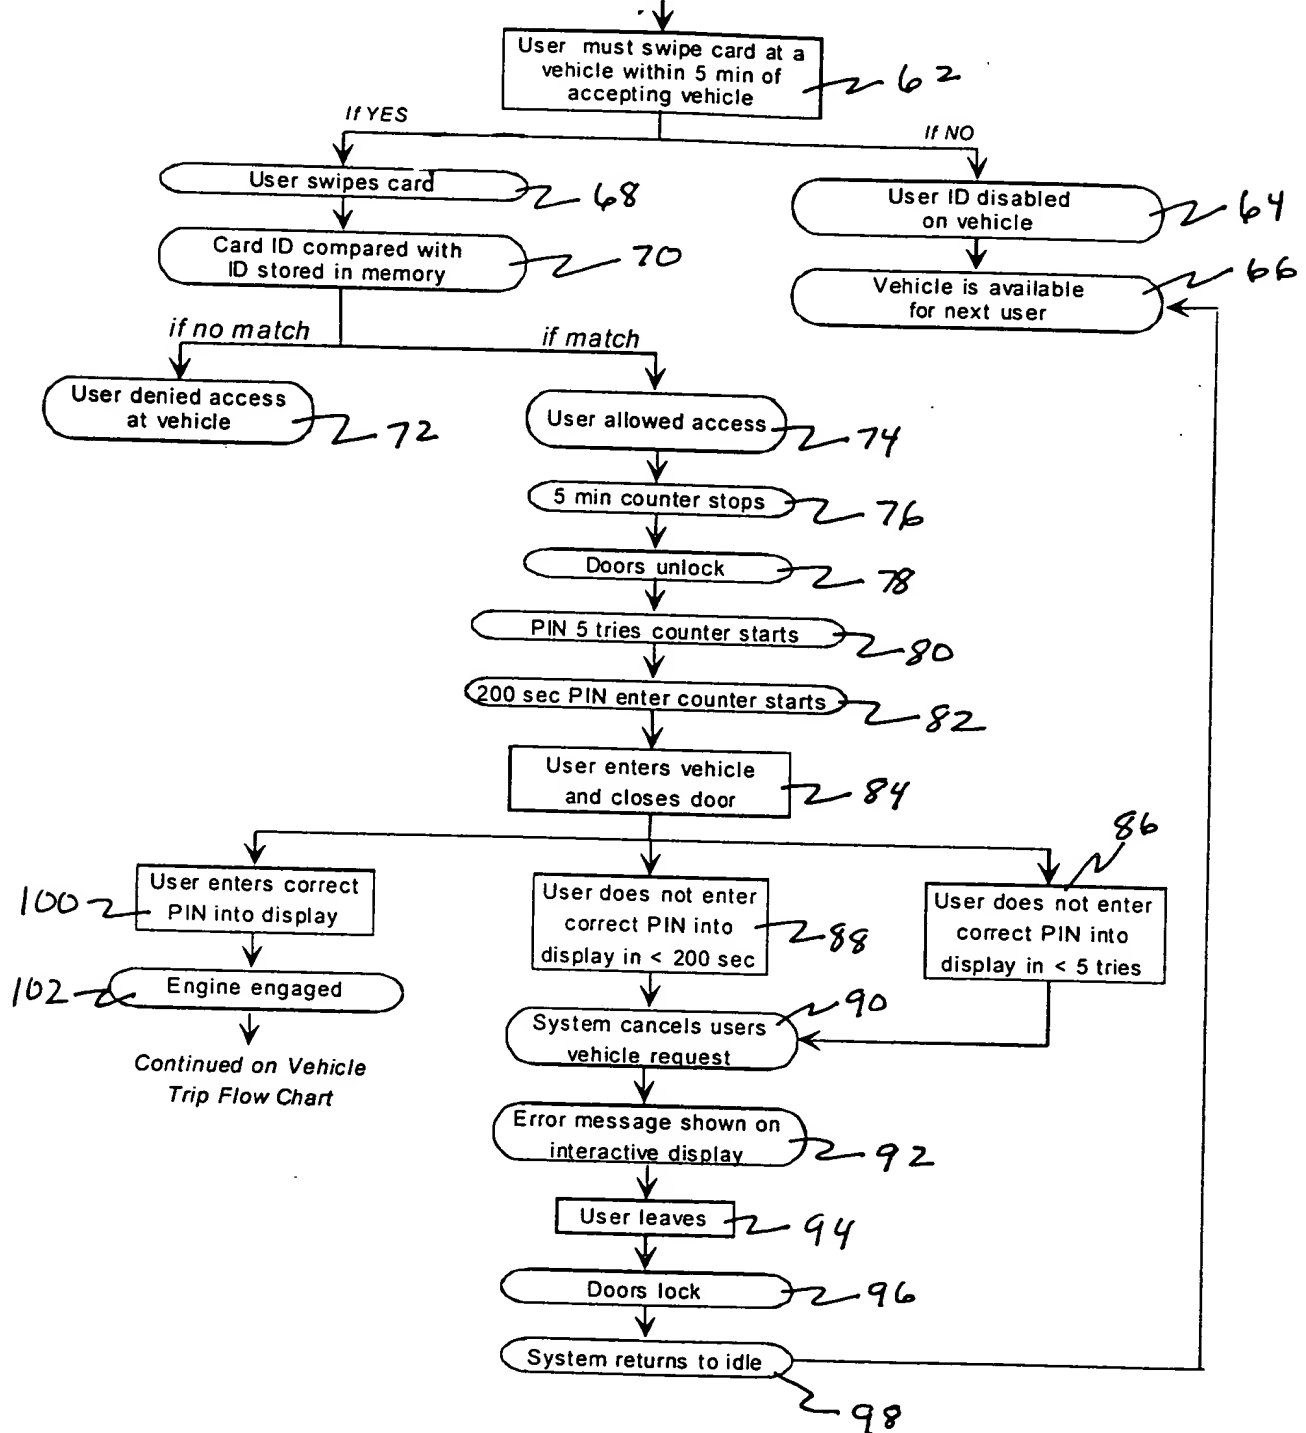 User must swipe card at a
vehicle within 5 min of
accepting vehicle
62
If YES
If NO
User swipes card
68
User ID disabled
on vehicle
64
Card ID compared with
ID stored in memory
70
Vehicle is available
for next user
66
if no match
if match
User denied access
at vehicle
72
User allowed access
74
5 min counter stops
76
Doors unlock
78
PIN 5 tries counter starts
80
200 sec PIN enter counter starts
82
User enters vehicle
and closes door
84
86
100
User enters correct
PIN into display
User does not enter
correct PIN into
display in < 200 sec
88
User does not enter
correct PIN into
display in < 5 tries
102
Engine engaged
90
System cancels users
vehicle request
Continued on Vehicle
Trip Flow Chart
Error message shown on
interactive display
92
User leaves
94
Doors lock
96
System returns to idle
98